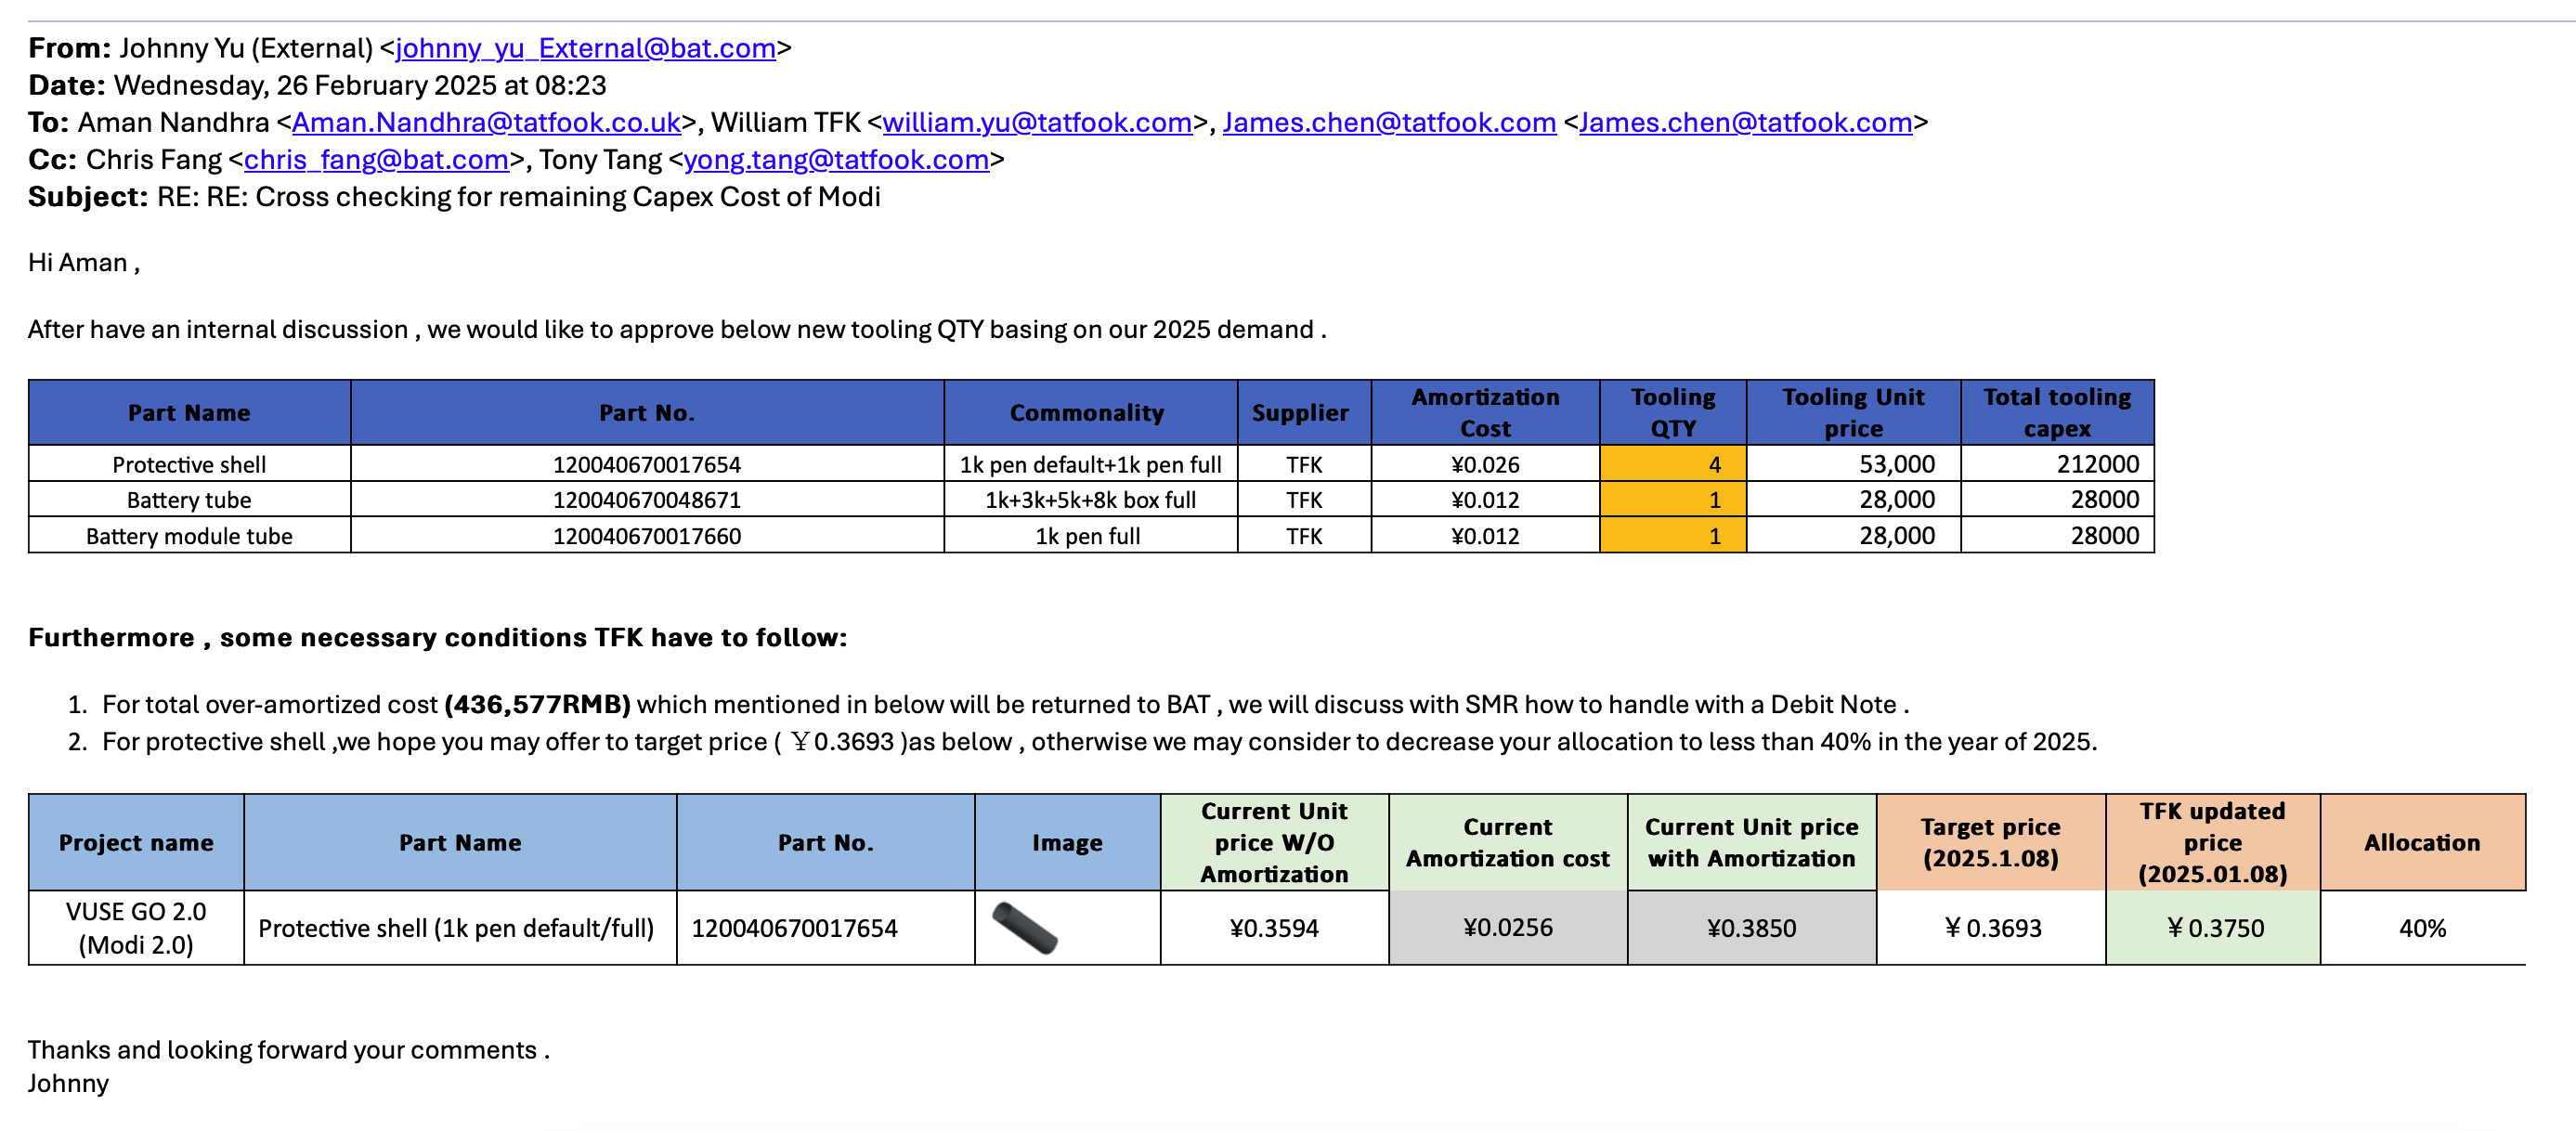 From: Johnny Yu (External) <johnny_yu_External@bat.com>
Date: Wednesday, 26 February 2025 at 08:23
To: Aman Nandhra <Aman.Nandhra@tatfook.co.uk>, William TFK <william.yu@tatfook.com>, James.chen@tatfook.com <James.chen@tatfook.com>
Cc: Chris Fang <chris_fang@bat.com>, Tony Tang <yong.tang@tatfook.com>
Subject: RE: RE: Cross checking for remaining Capex Cost of Modi
Hi Aman ,
After have an internal discussion , we would like to approve below new tooling QTY basing on our 2025 demand .
Part Name Part No. Commonality Supplier Amortization Cost Tooling QTY Tooling Unit price Total tooling capex
Protective shell 120040670017654 1k pen default+1k pen full TFK ¥0.026 4 53,000 212000
Battery tube 120040670048671 1k+3k+5k+8k box full TFK ¥0.012 1 28,000 28000
Battery module tube 120040670017660 1k pen full TFK ¥0.012 1 28,000 28000
Furthermore , some necessary conditions TFK have to follow:
1. For total over-amortized cost (436,577RMB) which mentioned in below will be returned to BAT , we will discuss with SMR how to handle with a Debit Note .
2. For protective shell ,we hope you may offer to target price ( ￥0.3693 )as below , otherwise we may consider to decrease your allocation to less than 40% in the year of 2025.
Project name Part Name Part No. Image Current Unit price W/O Amortization Current Amortization cost Current Unit price with Amortization Target price (2025.1.08) TFK updated price (2025.01.08) Allocation
VUSE GO 2.0 (Modi 2.0) Protective shell (1k pen default/full) 120040670017654 ¥0.3594 ¥0.0256 ¥0.3850 ¥ 0.3693 ¥ 0.3750 40%
Thanks and looking forward your comments .
Johnny